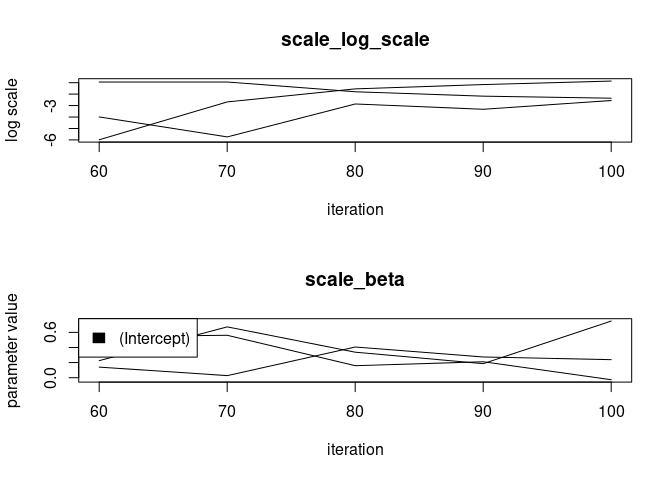 scale_log_scale
log scale
-3
-6
60 70 80 90 100
iteration
scale_beta
parameter value
0.6
0.0
(Intercept)
60 70 80 90 100
iteration